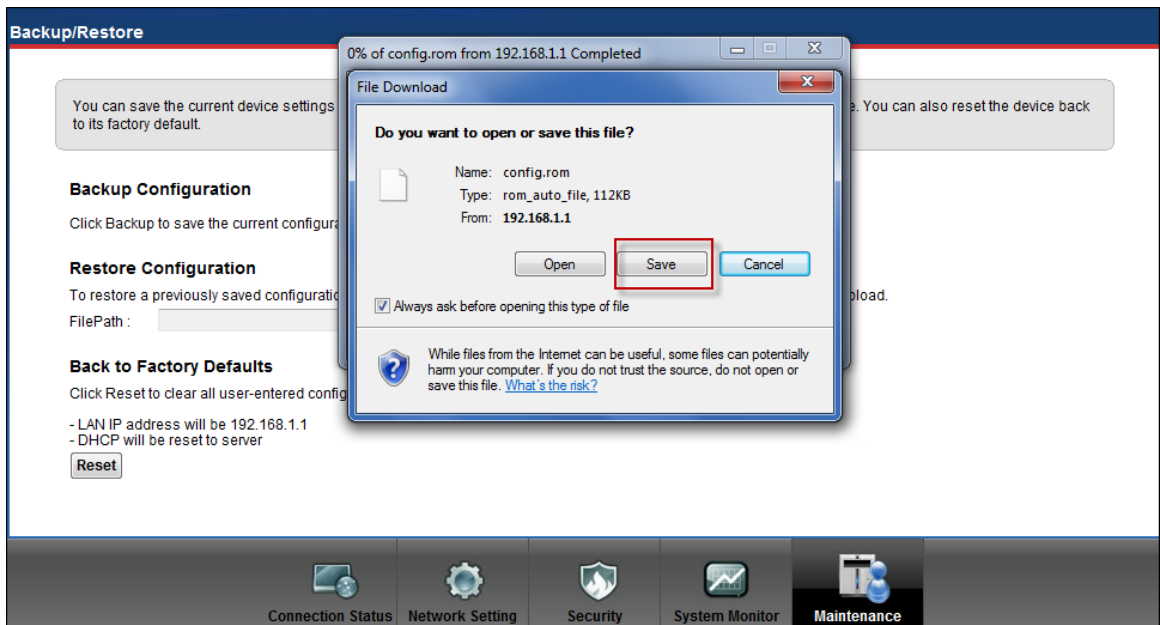 Backup/Restore
0% of config.rom from 192.168.1.1 Completed
File Download
You can save the current device settings
e. You can also reset the device back
to its factory default.
Do you want to open or save this file?
Name: config.rom
Type: rom_auto_file, 112KB
From: 192.168.1.1
Open Save Cancel
Always ask before opening this type of file
While files from the Internet can be useful, some files can potentially
harm your computer. If you do not trust the source, do not open or
save this file. What's the risk?
Backup Configuration
Click Backup to save the current configura
Restore Configuration
To restore a previously saved configuratio
oload.
FilePath :
Back to Factory Defaults
Click Reset to clear all user-entered config
- LAN IP address will be 192.168.1.1
- DHCP will be reset to server
Reset
Connection Status Network Setting Security System Monitor Maintenance